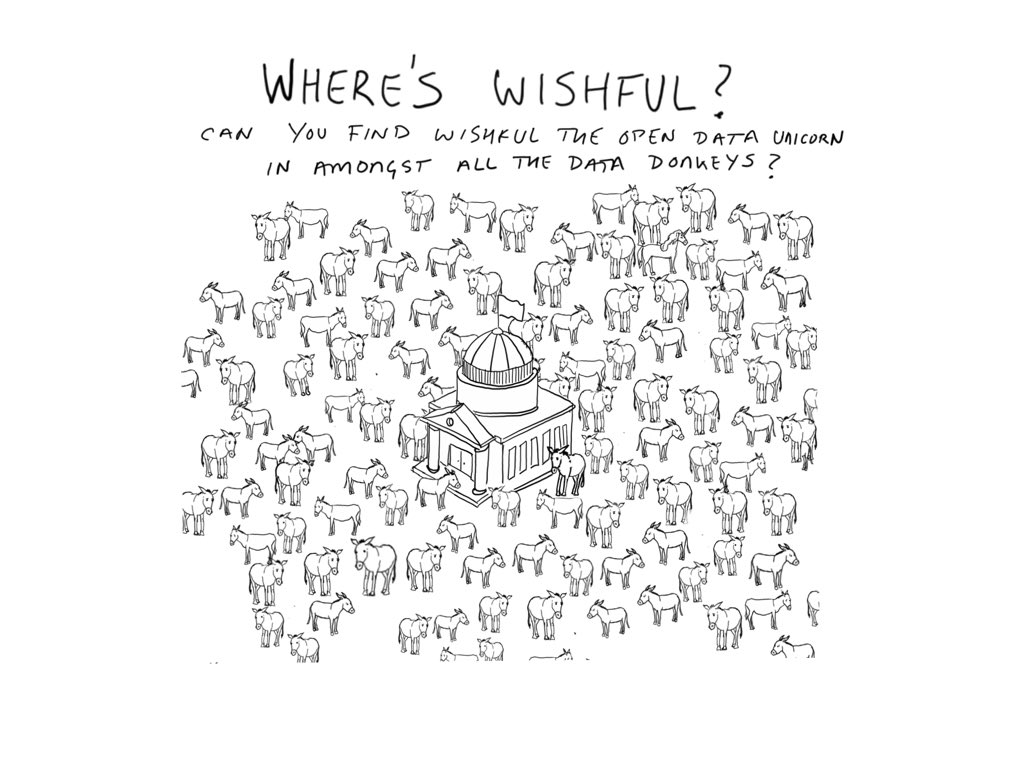 WHERE'S WISHFUL?
CAN YOU FIND WISHFUL THE OPEN DATA UNICORN
IN AMONGST ALL THE DATA DONKEYS?